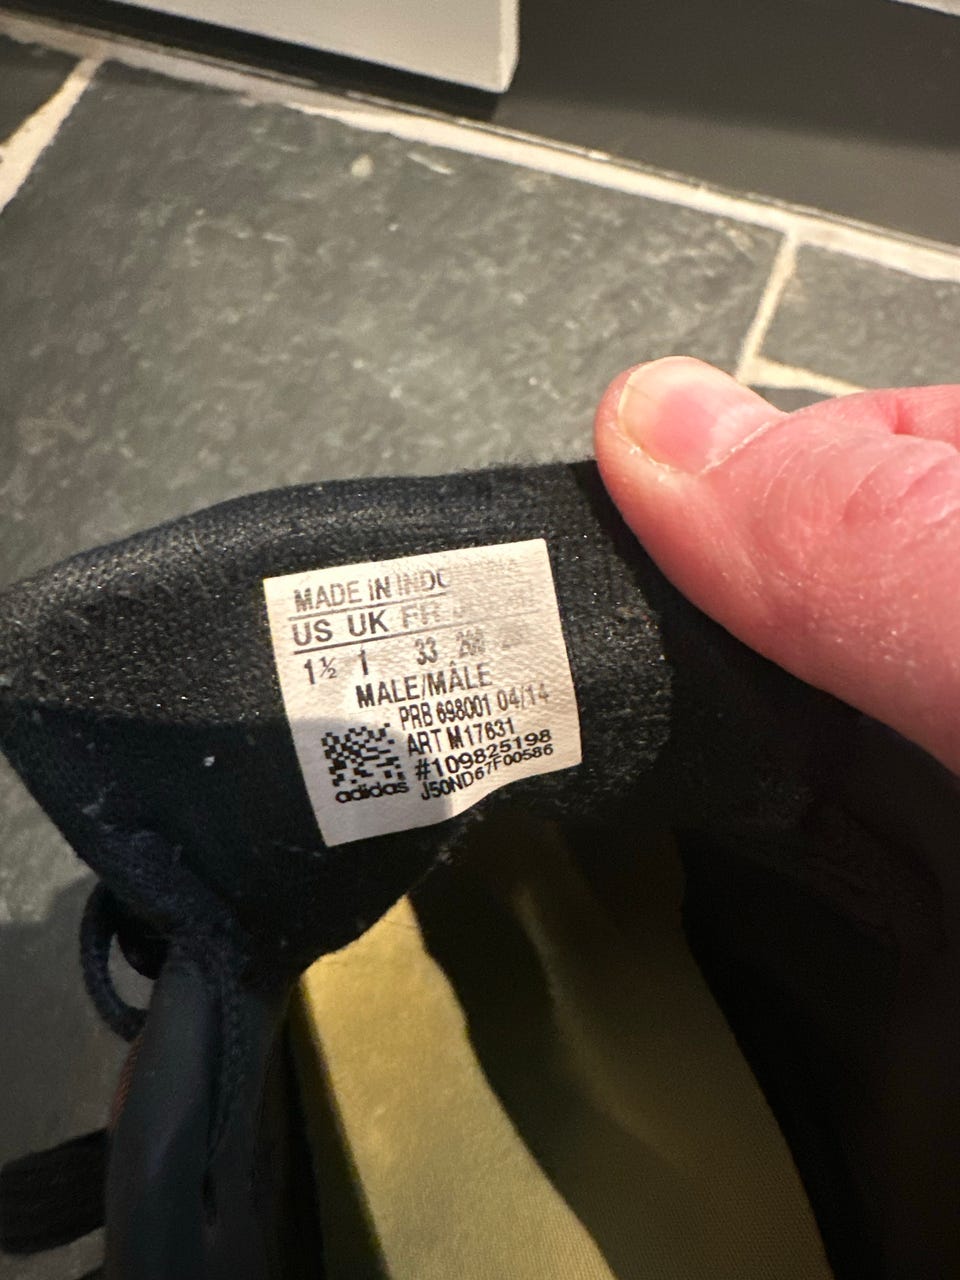 MADE IN INDO
US UK FR
1½ 1 33
MALE/MÂLE
PRB 698001 04/14
ART M17631
#109825198
J50ND67F00586
adidas